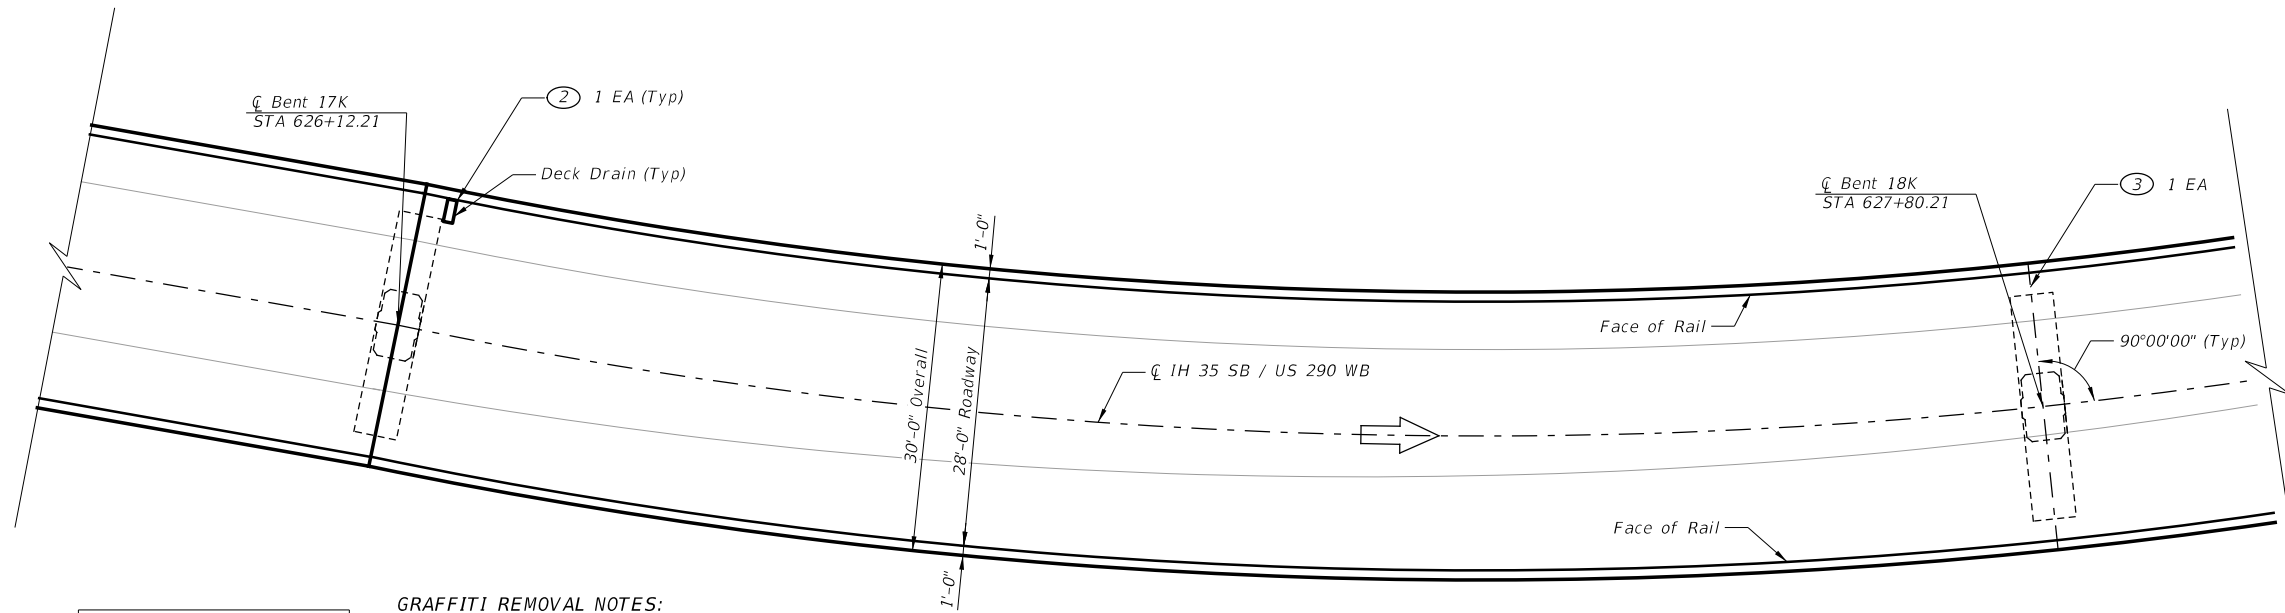 ℄ Bent 17K
STA 626+12.21
2 1 EA (Typ)
Deck Drain (Typ)
1'-0"
30'-0" Overall
28'-0" Roadway
1'-0"
℄ IH 35 SB / US 290 WB
Face of Rail
Face of Rail
℄ Bent 18K
STA 627+80.21
3 1 EA
90°00'00" (Typ)
GRAFFITI REMOVAL NOTES: